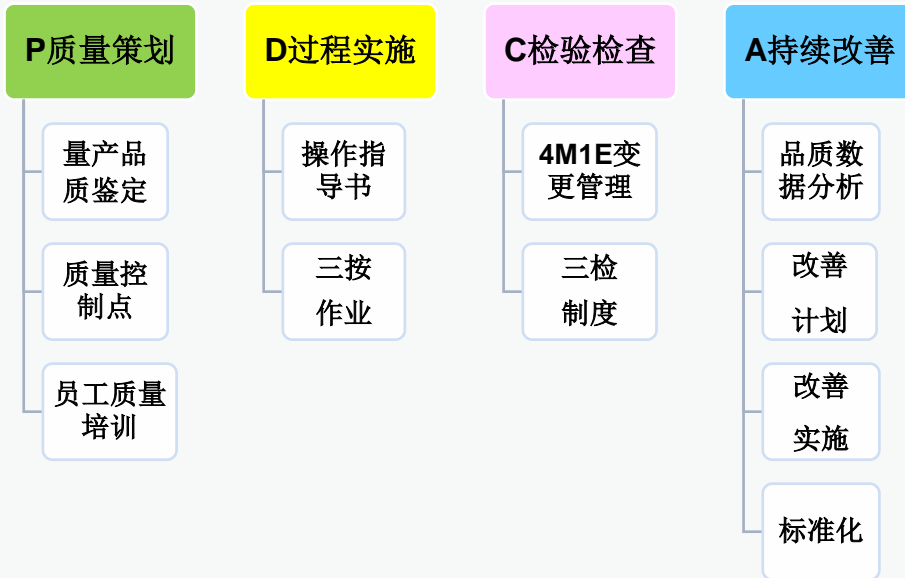 P质量策划
量产品
质鉴定
质量控
制点
员工质量
培训
D过程实施
操作指
导书
三按
作业
C检验检查
4M1E变
更管理
三检
制度
A持续改善
品质数
据分析
改善
计划
改善
实施
标准化